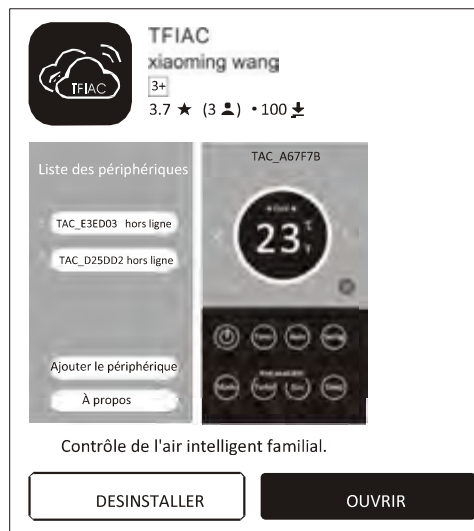 TFIAC
TFIAC
xiaoming wang
3+
3.7 ★ (3) • 100
Liste des périphériques
TAC_E3ED03 hors ligne
TAC_D25DD2 hors ligne
Ajouter le périphérique
À propos
TAC_A67F7B
23
Mode
Contrôle de l'air intelligent familial.
DESINSTALLER
OUVRIR